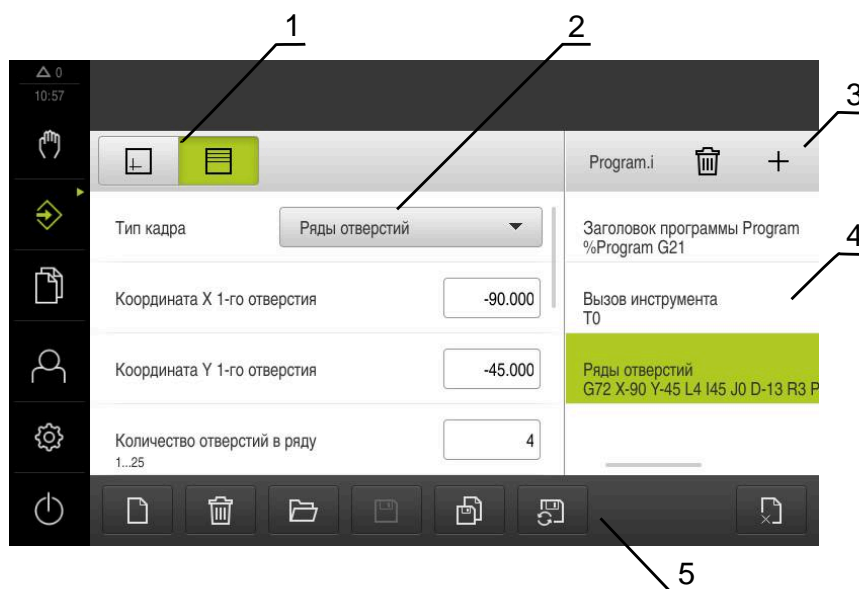 1
2
3
△ 0
10:57
Program.i
Тип кадра
Ряды отверстий
Заголовок программы Program
%Program G21
4
Координата X 1-го отверстия
-90.000
Вызов инструмента
T0
Координата Y 1-го отверстия
-45.000
Ряды отверстий
G72 X-90 Y-45 L4 I45 J0 D-13 R3 P
Количество отверстий в ряду
1...25
4
5